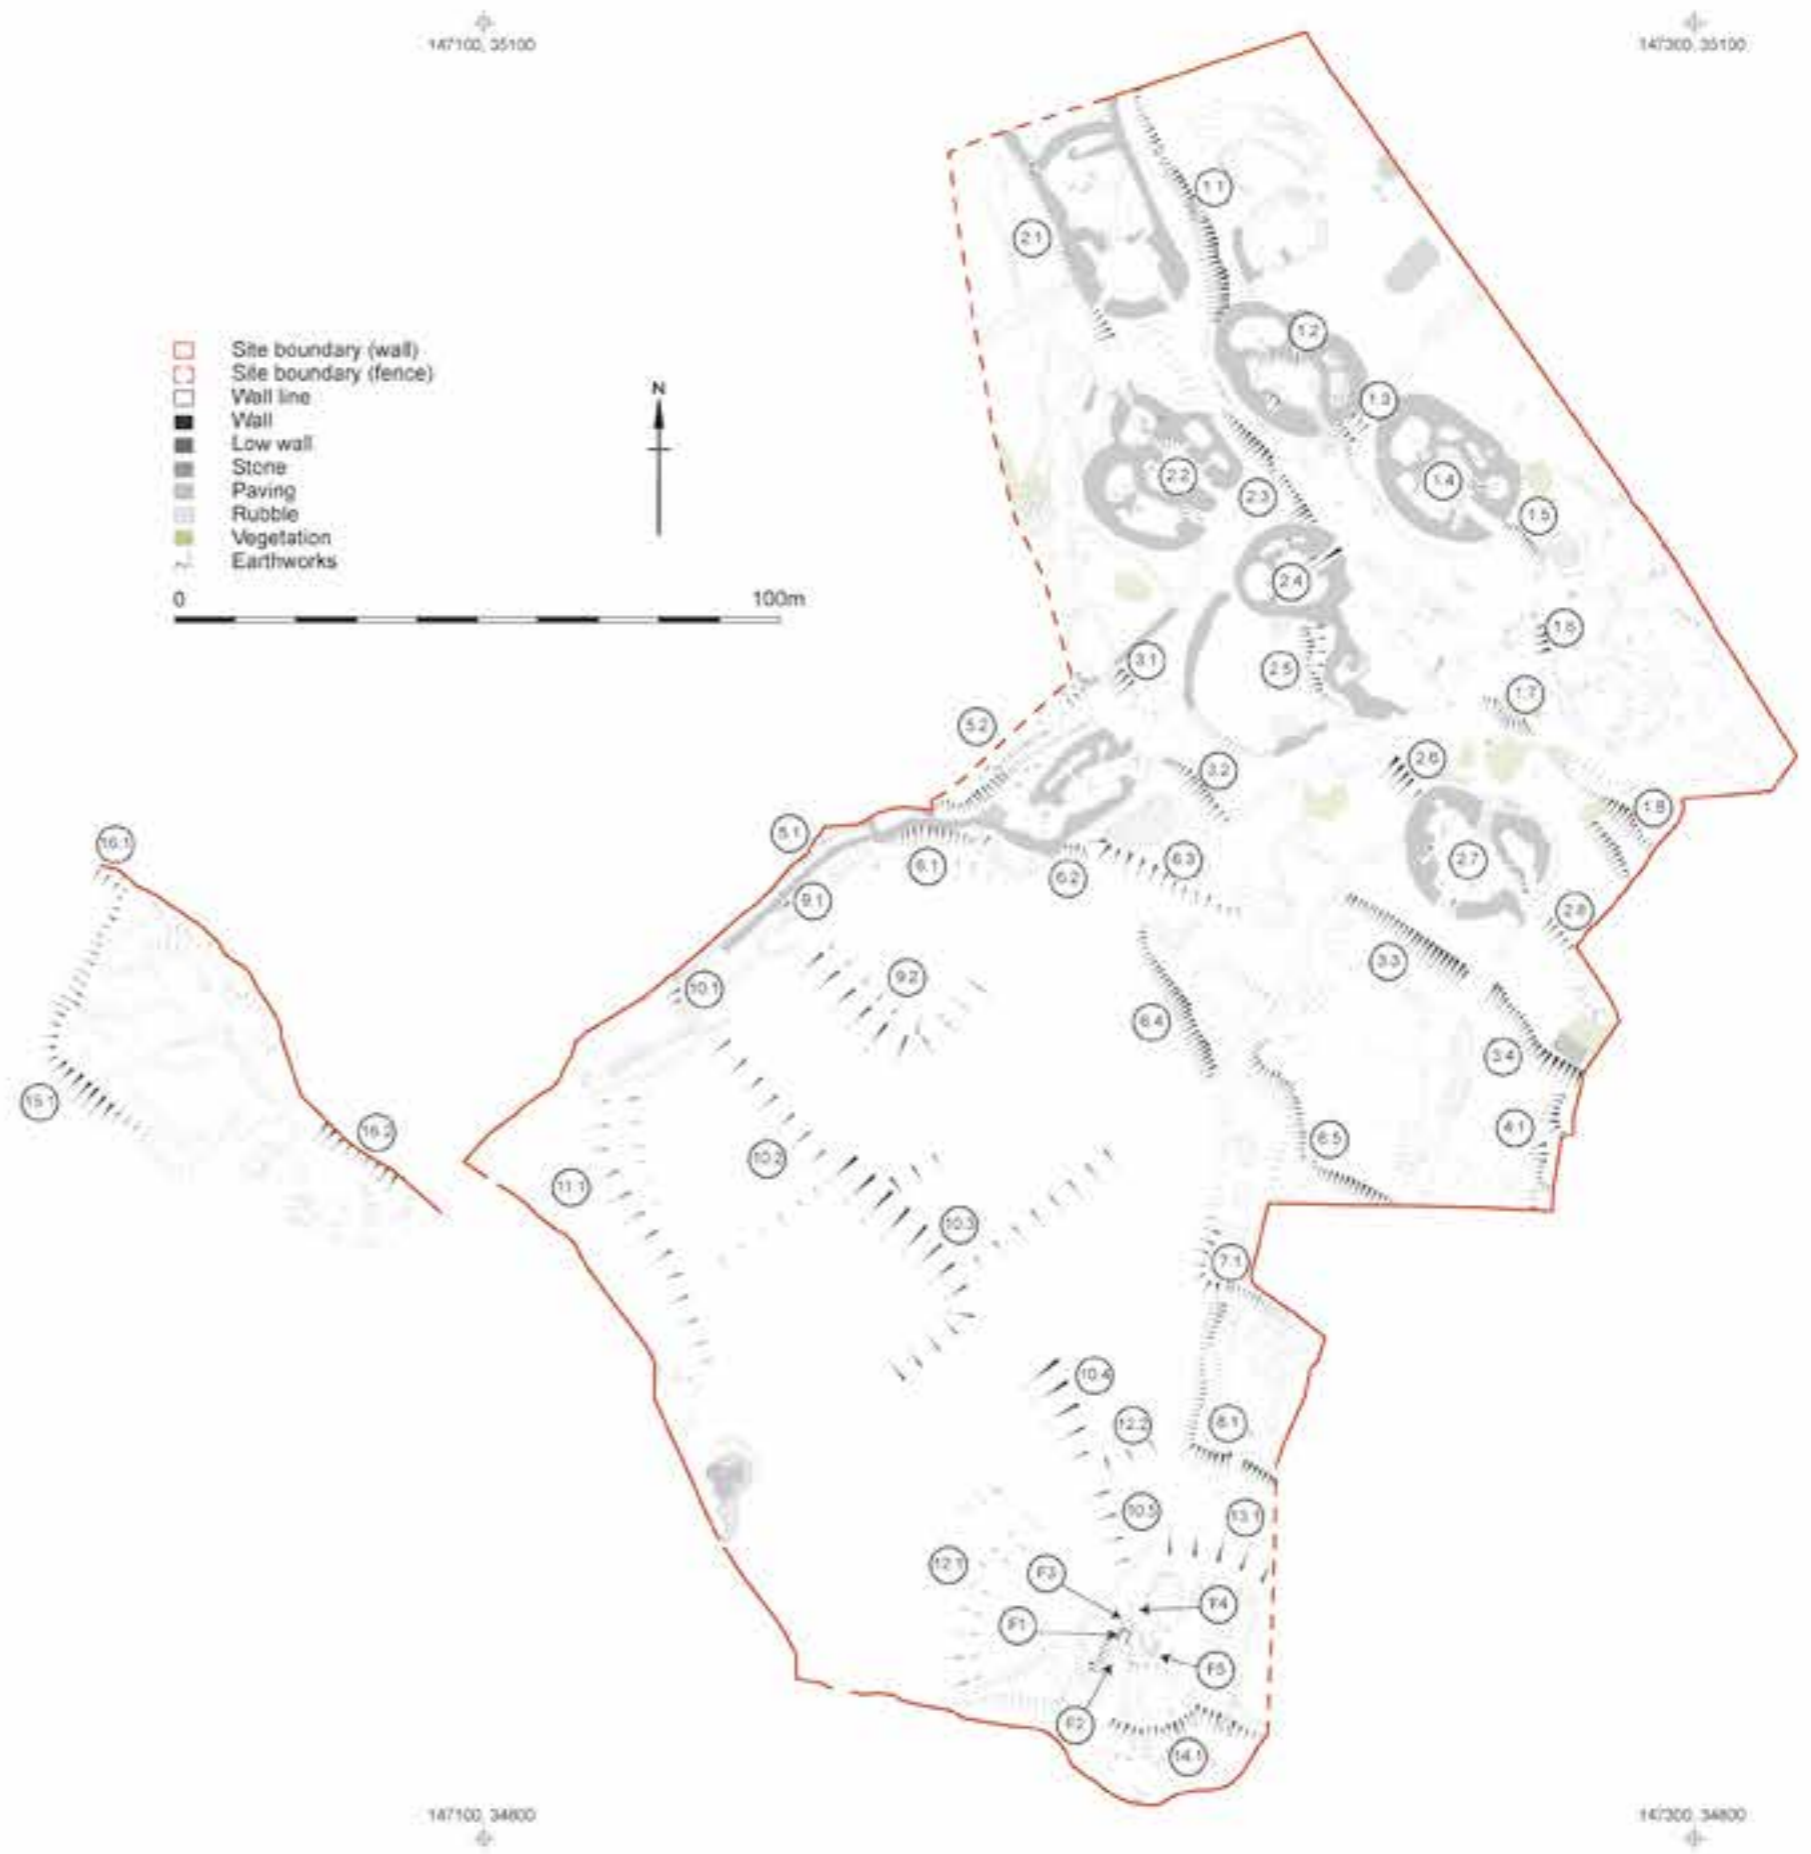 147100, 35100
147300, 35100
Site boundary (wall)
Site boundary (fence)
Wall line
Wall
Low wall
Stone
Paving
Rubble
Vegetation
Earthworks
N
0 100m
1.1
2.1
1.2
1.3
2.2
1.4
2.3
1.5
2.4
1.6
3.1
2.5
1.7
5.2
2.6
3.2
1.8
5.1
16.1
6.1
6.2
6.3
2.7
9.1
2.8
3.3
9.2
10.1
6.4
3.4
15.1
16.2
4.1
6.5
10.2
11.1
10.3
7.1
10.4
12.2
8.1
10.5
13.1
12.1
F3
F4
F1
F5
F2
14.1
147100, 34800
147300, 34800